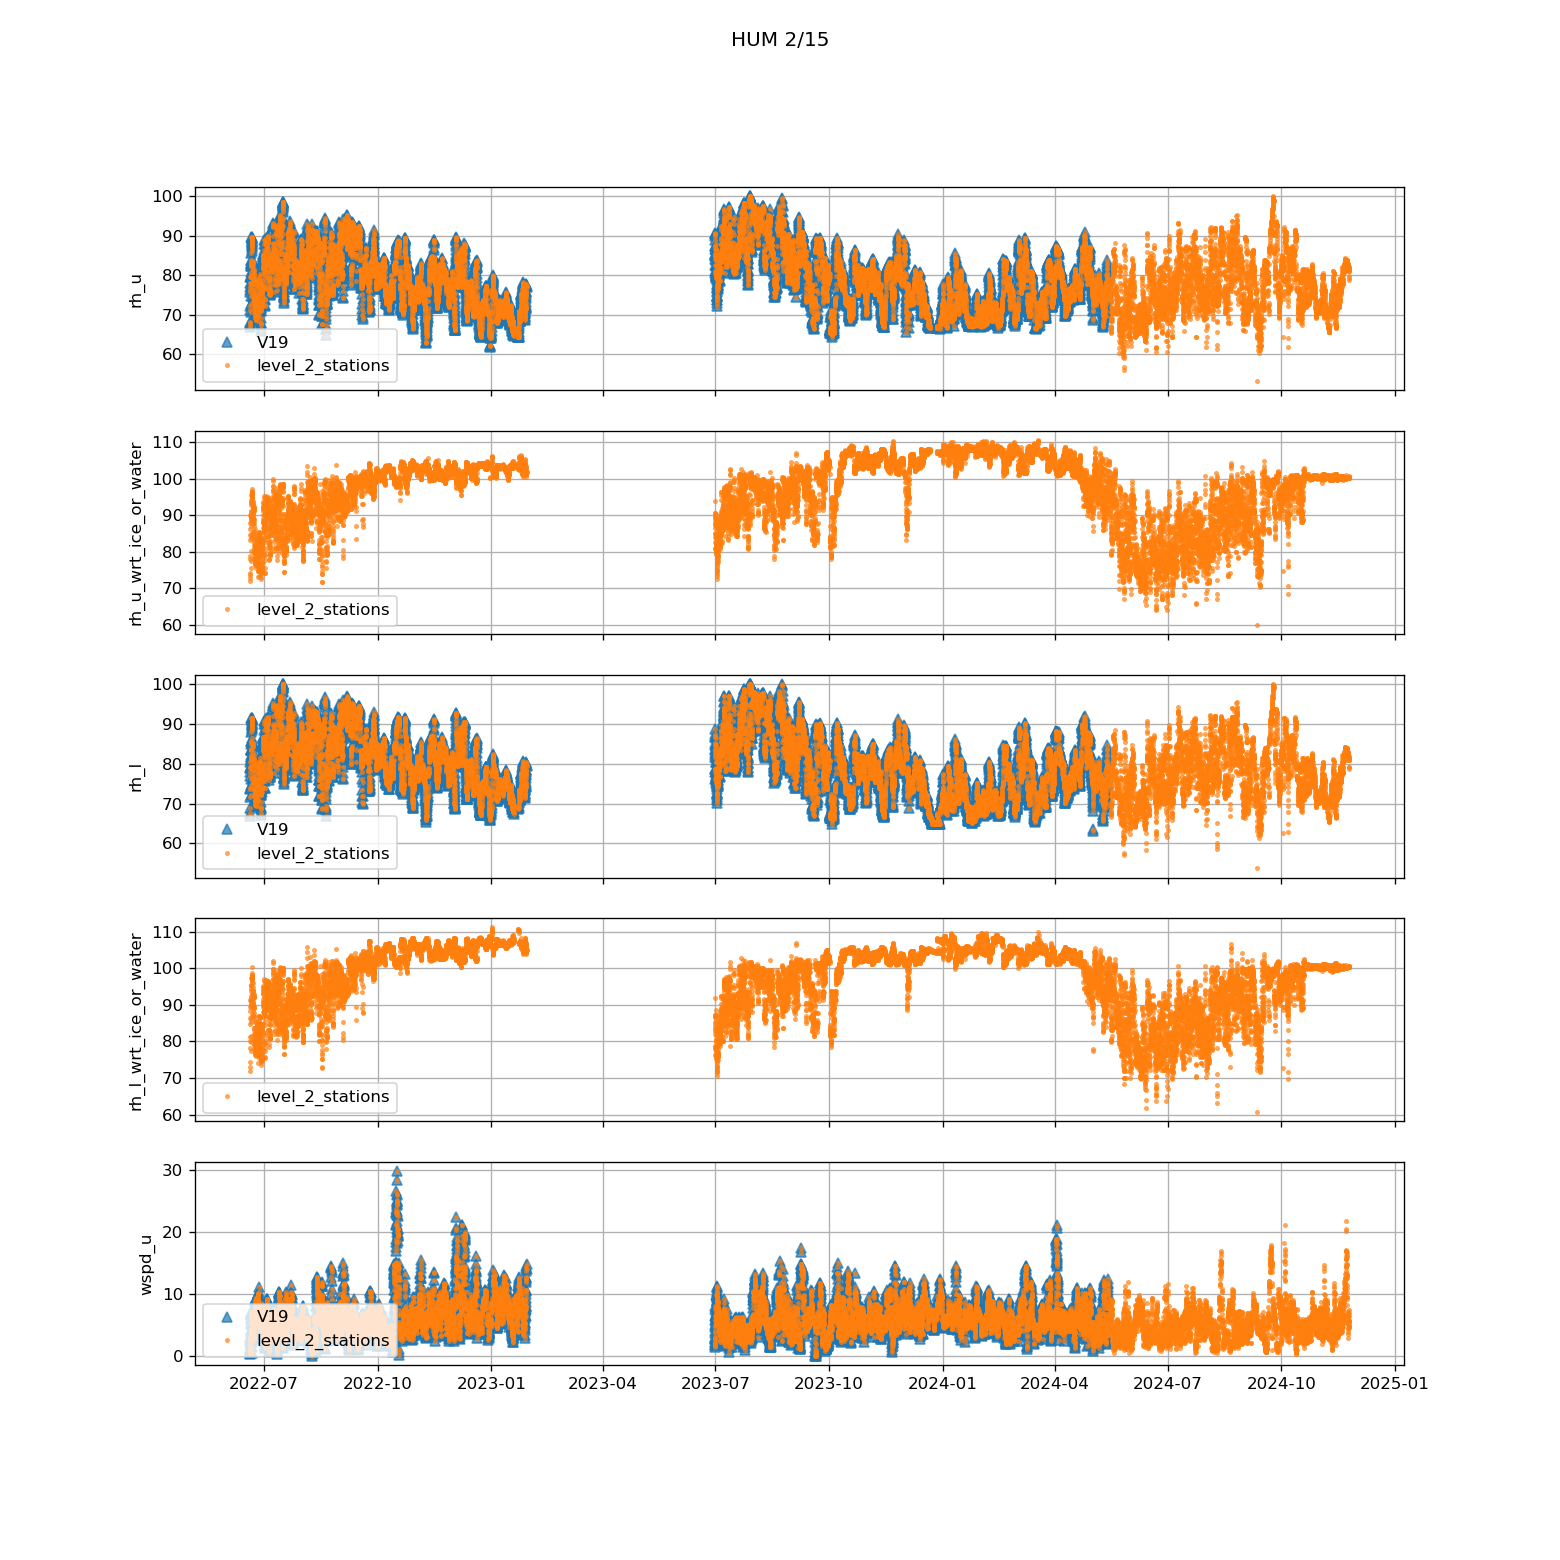 HUM 2/15
100
90
80
70
60
rh_u
V19
level_2_stations
110
100
90
80
70
60
rh_u_wrt_ice_or_water
level_2_stations
100
90
80
70
60
rh_l
V19
level_2_stations
110
100
90
80
70
60
rh_l_wrt_ice_or_water
level_2_stations
30
20
10
0
wspd_u
V19
level_2_stations
2022-07 2022-10 2023-01 2023-04 2023-07 2023-10 2024-01 2024-04 2024-07 2024-10 2025-01